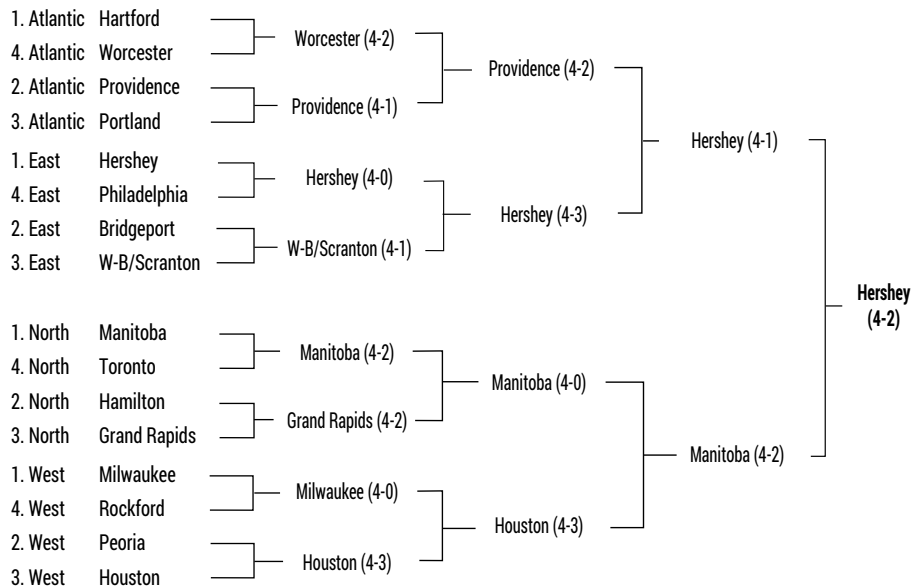 1. Atlantic Hartford
4. Atlantic Worcester
2. Atlantic Providence
3. Atlantic Portland
1. East Hershey
4. East Philadelphia
2. East Bridgeport
3. East W-B/Scranton
1. North Manitoba
4. North Toronto
2. North Hamilton
3. North Grand Rapids
1. West Milwaukee
4. West Rockford
2. West Peoria
3. West Houston
Worcester (4-2)
Providence (4-1)
Hershey (4-0)
W-B/Scranton (4-1)
Manitoba (4-2)
Grand Rapids (4-2)
Milwaukee (4-0)
Houston (4-3)
Providence (4-2)
Hershey (4-3)
Manitoba (4-0)
Houston (4-3)
Hershey (4-1)
Manitoba (4-2)
Hershey
(4-2)